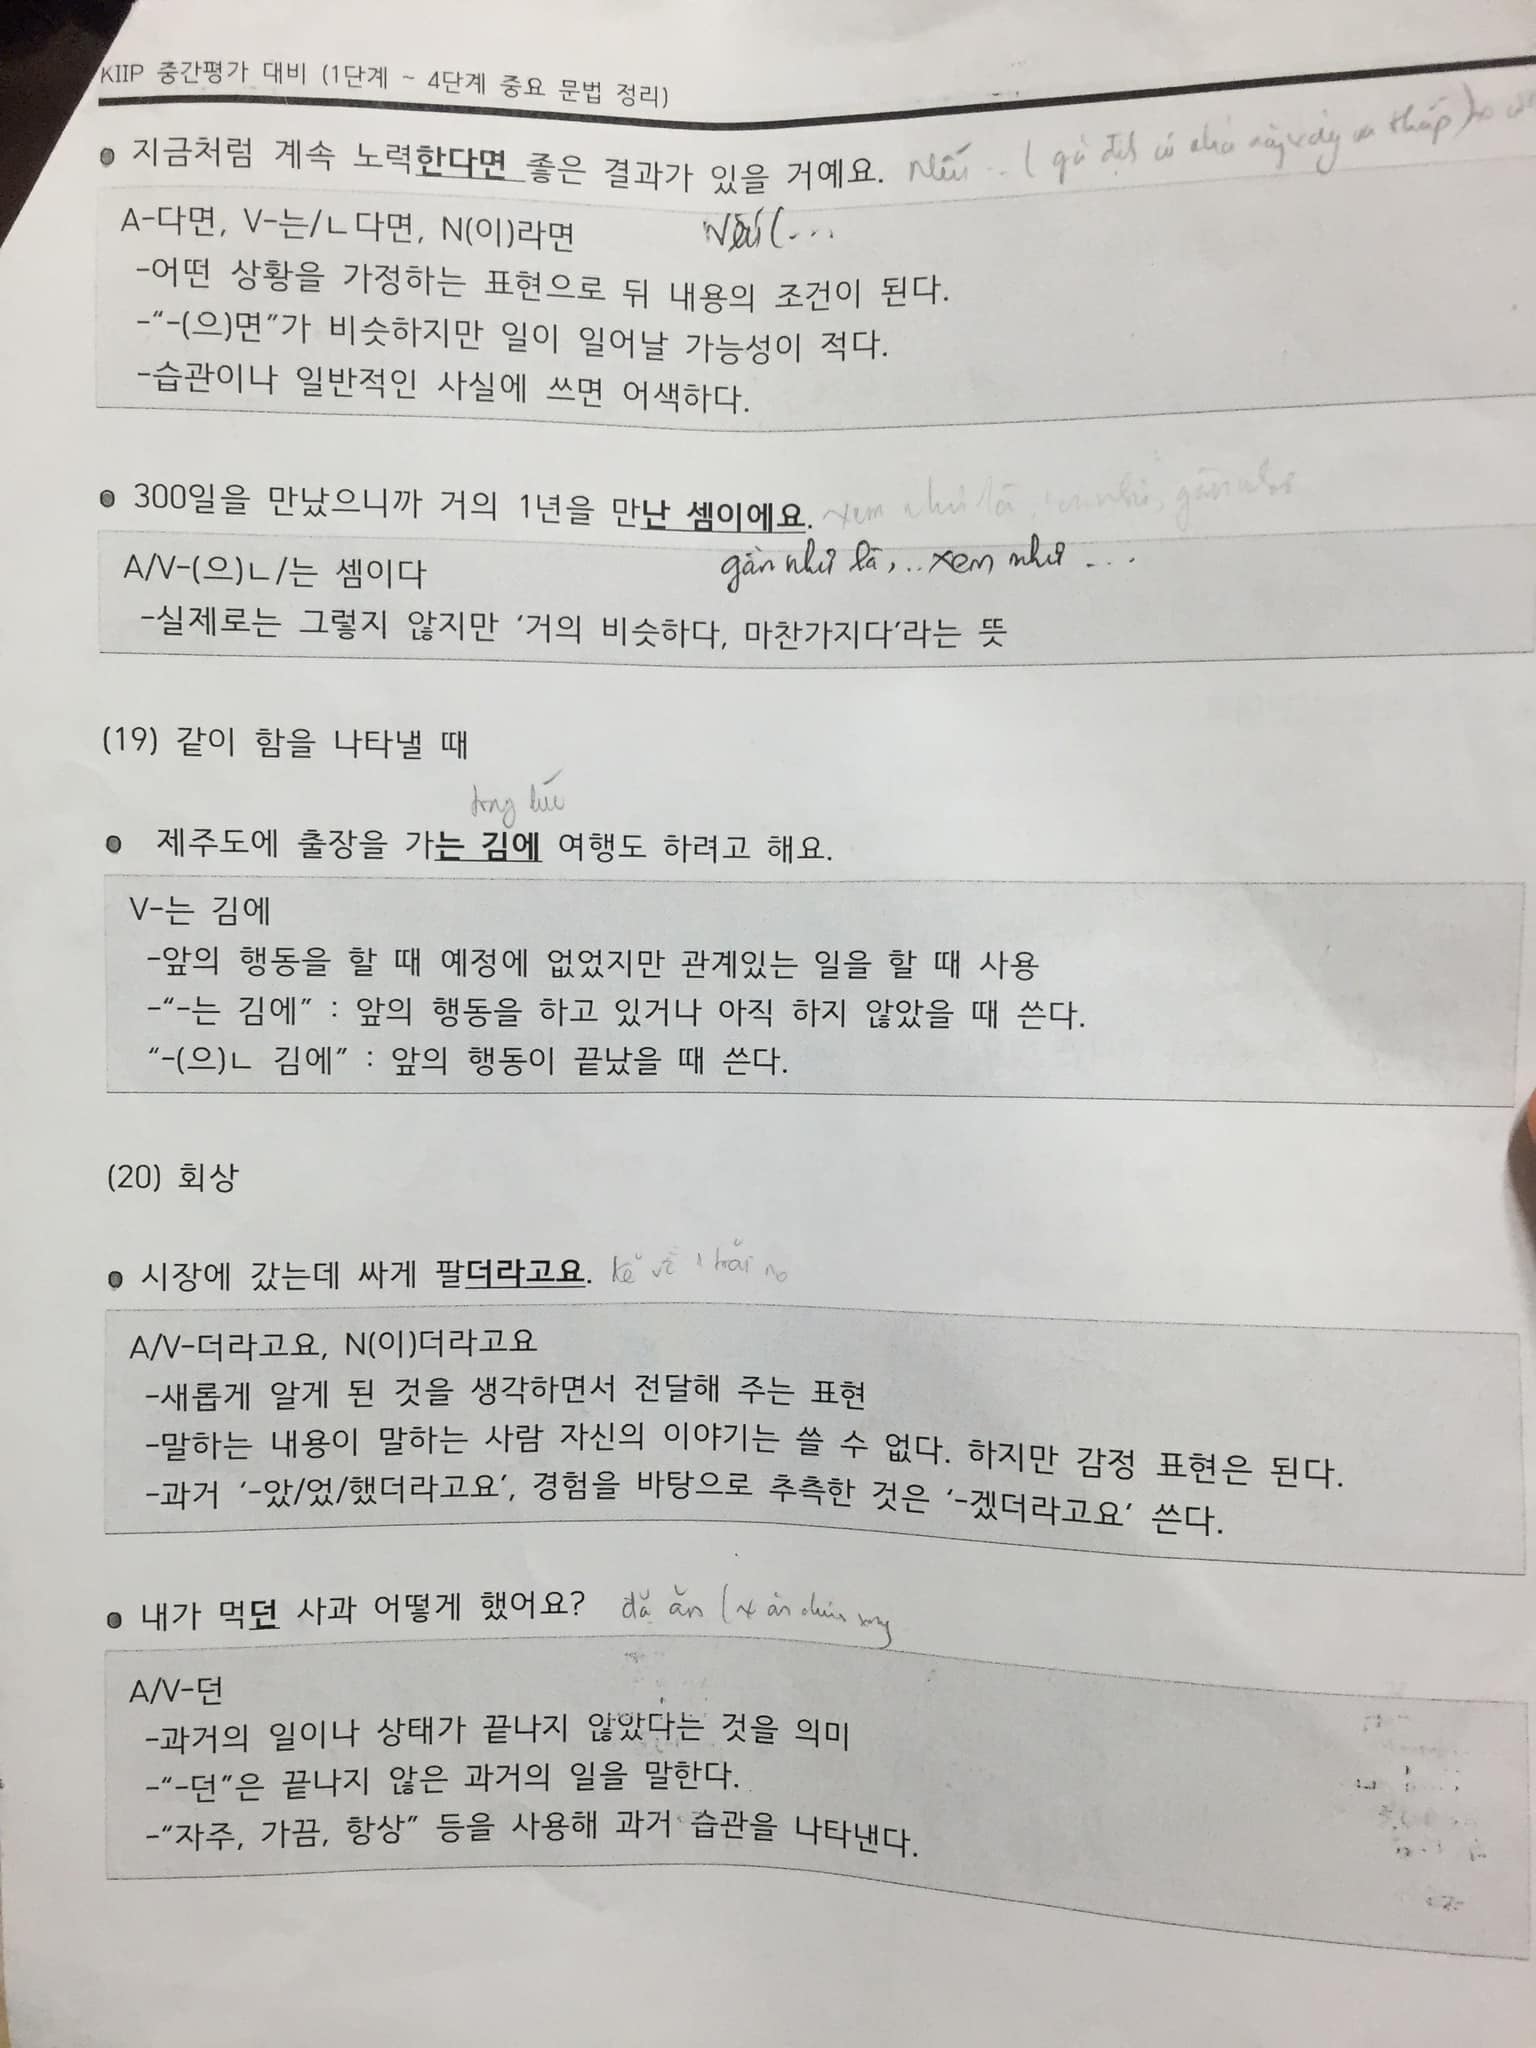 KIIP 중간평가 대비 (1단계 ~ 4단계 중요 문법 정리)
● 지금처럼 계속 노력한다면 좋은 결과가 있을 거예요. Nếu .. ( giả định có khả năng xảy ra thấp )
A-다면, V-는/ㄴ다면, N(이)라면 Nếu (...
-어떤 상황을 가정하는 표현으로 뒤 내용의 조건이 된다.
-“-(으)면”가 비슷하지만 일이 일어날 가능성이 적다.
-습관이나 일반적인 사실에 쓰면 어색하다.
● 300일을 만났으니까 거의 1년을 만난 셈이에요. xem như là, gần như
A/V-(으)ㄴ/는 셈이다 gần như là, .. xem như ...
-실제로는 그렇지 않지만 ‘거의 비슷하다, 마찬가지다’라는 뜻
(19) 같이 함을 나타낼 때
trong lúc
● 제주도에 출장을 가는 김에 여행도 하려고 해요.
V-는 김에
-앞의 행동을 할 때 예정에 없었지만 관계있는 일을 할 때 사용
-“-는 김에” : 앞의 행동을 하고 있거나 아직 하지 않았을 때 쓴다.
“-(으)ㄴ 김에” : 앞의 행동이 끝났을 때 쓴다.
(20) 회상
● 시장에 갔는데 싸게 팔더라고요. kể về
A/V-더라고요, N(이)더라고요
-새롭게 알게 된 것을 생각하면서 전달해 주는 표현
-말하는 내용이 말하는 사람 자신의 이야기는 쓸 수 없다. 하지만 감정 표현은 된다.
-과거 ‘-았/었/했더라고요’, 경험을 바탕으로 추측한 것은 ‘-겠더라고요’ 쓴다.
● 내가 먹던 사과 어떻게 했어요? đã ăn
A/V-던
-과거의 일이나 상태가 끝나지 않았다는 것을 의미
-“-던”은 끝나지 않은 과거의 일을 말한다.
-“자주, 가끔, 항상” 등을 사용해 과거 습관을 나타낸다.